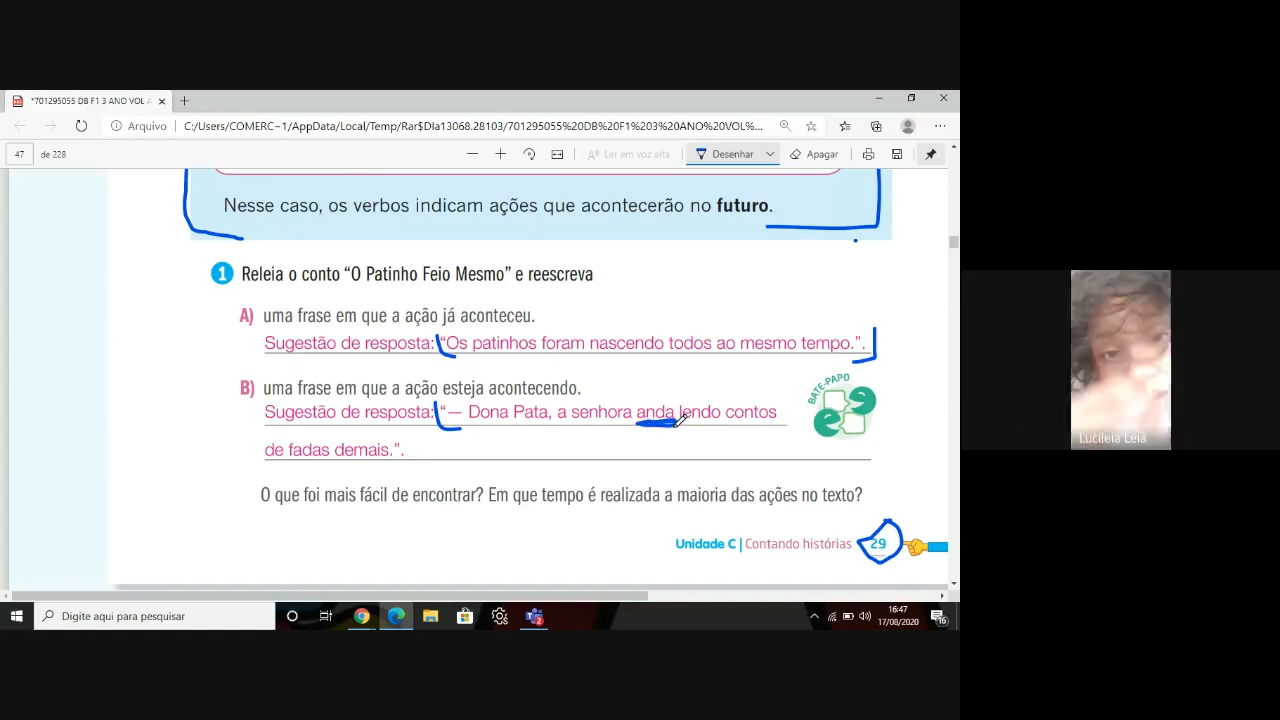 *701295055 DB F1 3 ANO VOL A
Arquivo
C:/Users/COMERC~1/AppData/Local/Temp/Rar$DIa13068.28103/701295055%20DB%20F1%203%20ANO%20VOL%...
47 de 228
Ler em voz alta
Desenhar
Apagar
Nesse caso, os verbos indicam ações que acontecerão no futuro.
1 Releia o conto “O Patinho Feio Mesmo” e reescreva
A) uma frase em que a ação já aconteceu.
Sugestão de resposta: “Os patinhos foram nascendo todos ao mesmo tempo.”.
B) uma frase em que a ação esteja acontecendo.
BATE-PAPO
Sugestão de resposta: “— Dona Pata, a senhora anda lendo contos
de fadas demais.”.
O que foi mais fácil de encontrar? Em que tempo é realizada a maioria das ações no texto?
Unidade C | Contando histórias 29
Lucileia Leia
Digite aqui para pesquisar
2
16:47
17/08/2020
16